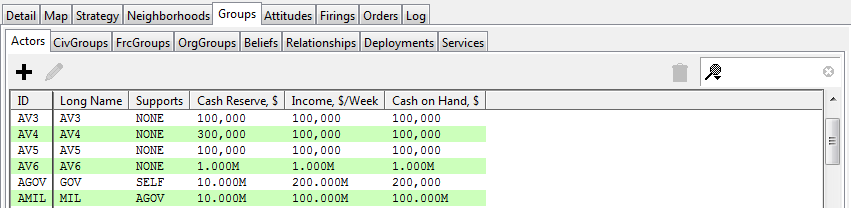 Detail Map Strategy Neighborhoods Groups Attitudes Firings Orders Log
Actors CivGroups FrcGroups OrgGroups Beliefs Relationships Deployments Services
ID Long Name Supports Cash Reserve, $ Income, $/Week Cash on Hand, $
AV3 AV3 NONE 100,000 100,000 100,000
AV4 AV4 NONE 300,000 100,000 100,000
AV5 AV5 NONE 100,000 100,000 100,000
AV6 AV6 NONE 1.000M 1.000M 1.000M
AGOV GOV SELF 10.000M 200.000M 200,000
AMIL MIL AGOV 10.000M 100.000M 100.000M